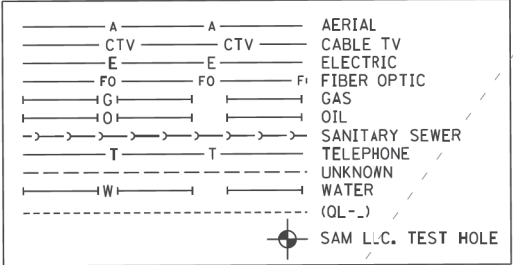 A A AERIAL
CTV CTV CABLE TV
E E ELECTRIC
FO FO F FIBER OPTIC
G GAS
O OIL
SANITARY SEWER
T T TELEPHONE
UNKNOWN
W WATER
(QL-_)
SAM LLC. TEST HOLE